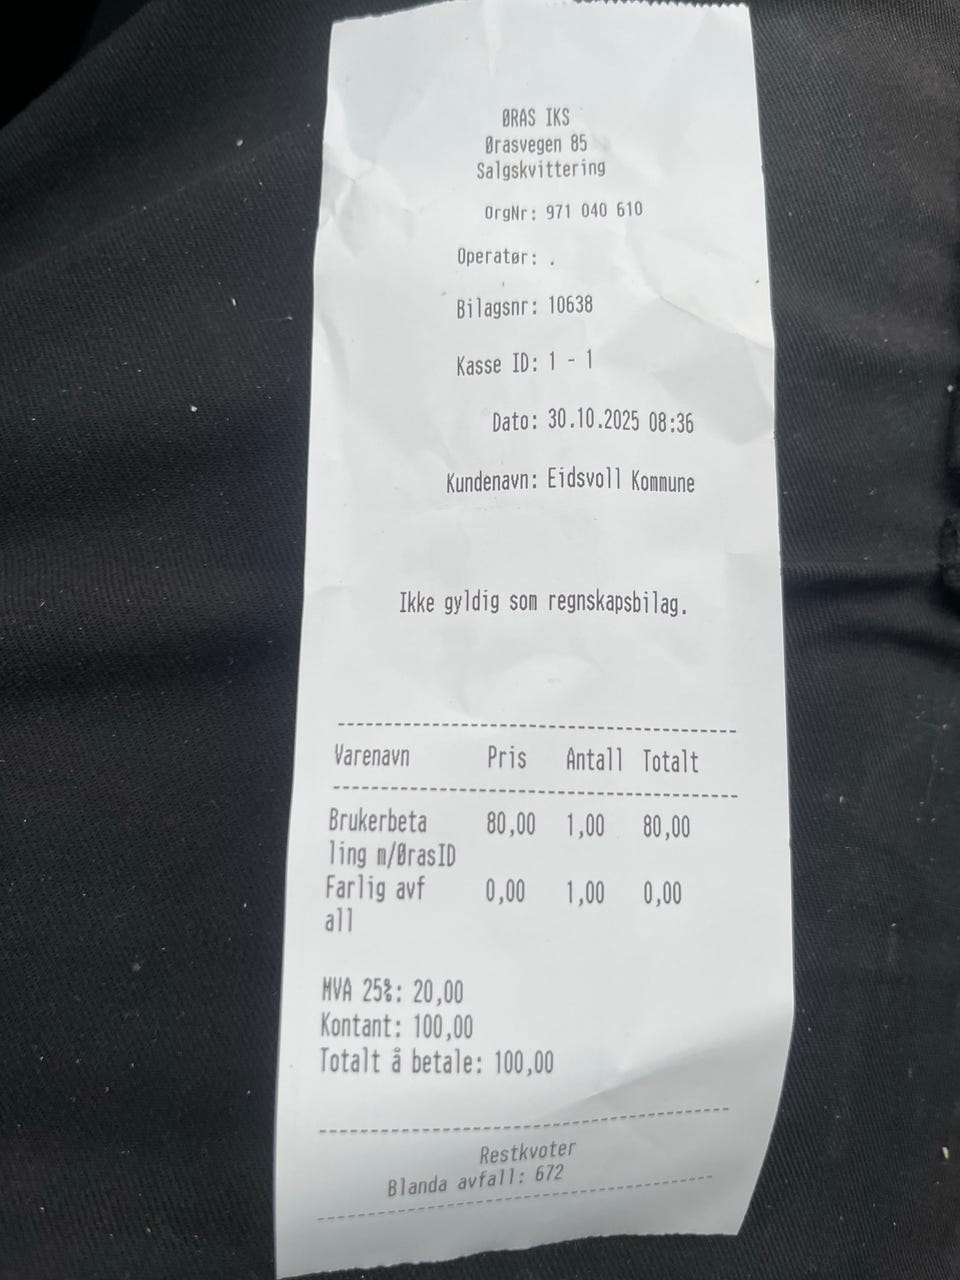 ØRAS IKS
Ørasvegen 85
Salgskvittering
OrgNr: 971 040 610
Operatør: .
Bilagsnr: 10638
Kasse ID: 1 - 1
Dato: 30.10.2025 08:36
Kundenavn: Eidsvoll Kommune
Ikke gyldig som regnskapsbilag.
Varenavn Pris Antall Totalt
Brukerbeta 80,00 1,00 80,00
ling m/ØrasID
Farlig avf 0,00 1,00 0,00
all
MVA 25%: 20,00
Kontant: 100,00
Totalt å betale: 100,00
Restkvoter
Blanda avfall: 672